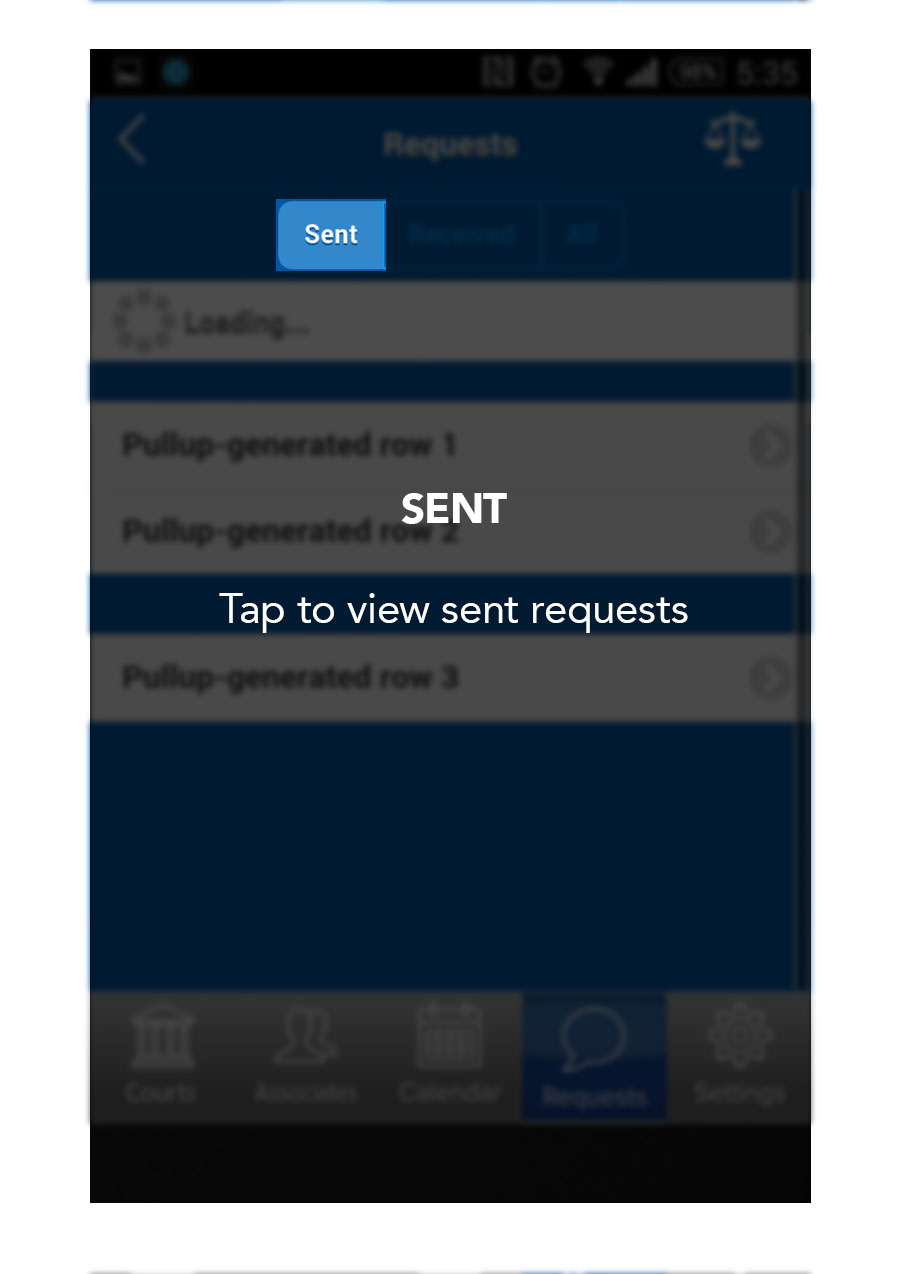 98% 5:35
Requests
Sent Received All
Loading...
Pullup-generated row 1
SENT
Pullup-generated row 2
Tap to view sent requests
Pullup-generated row 3
Courts Associates Calendar Requests Settings